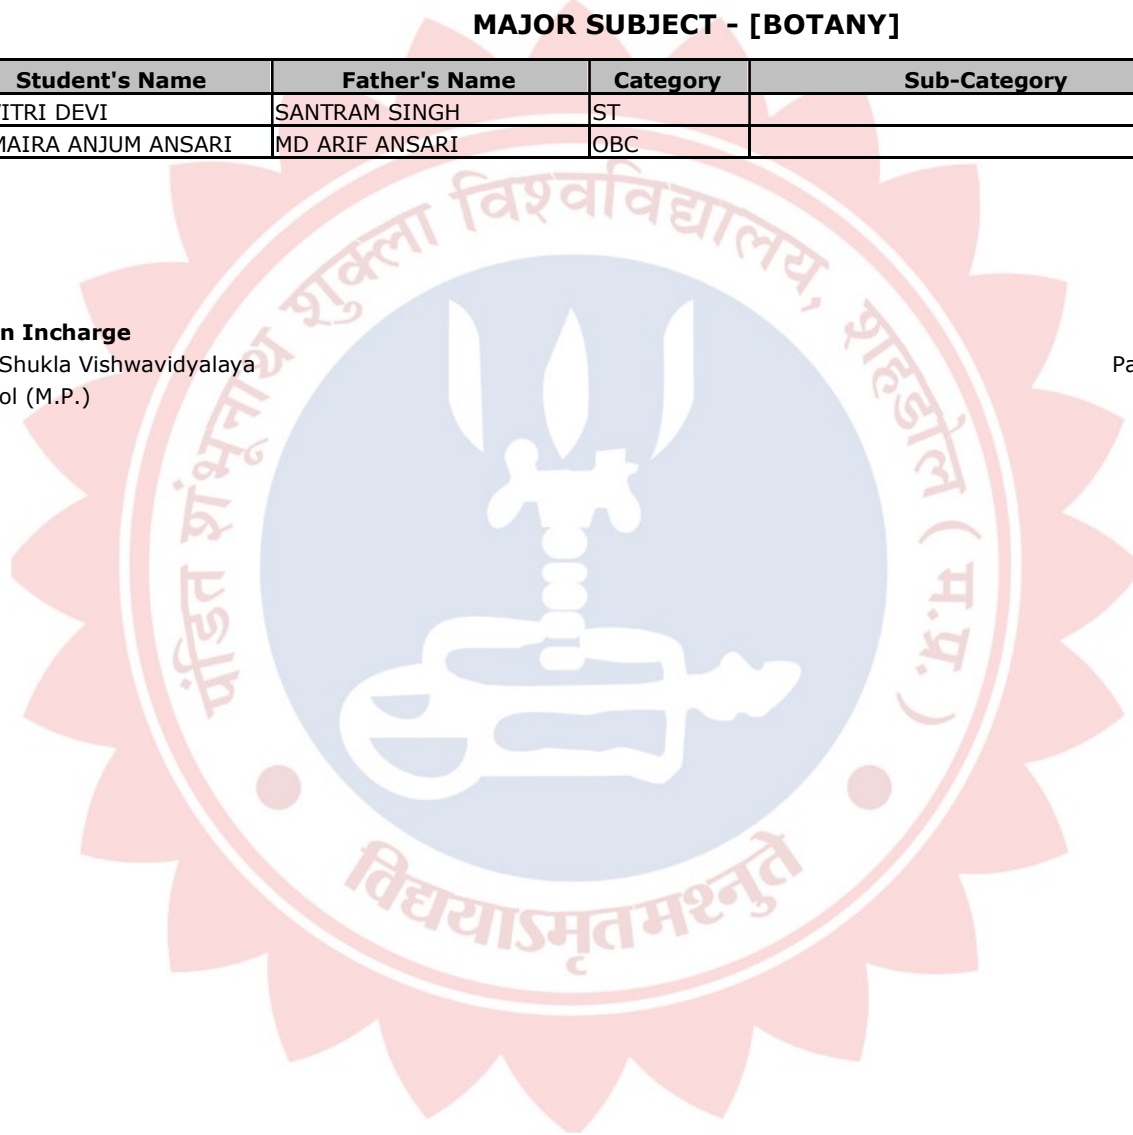 MAJOR SUBJECT - [BOTANY]
Student's Name Father's Name Category Sub-Category
ITRI DEVI SANTRAM SINGH ST
MAIRA ANJUM ANSARI MD ARIF ANSARI OBC
n Incharge
Shukla Vishwavidyalaya Pa
ol (M.P.)
पंडित शंभूनाथ शुक्ला विश्वविद्यालय, शहडोल (म.प्र.)
विद्ययाऽमृतमश्नुते